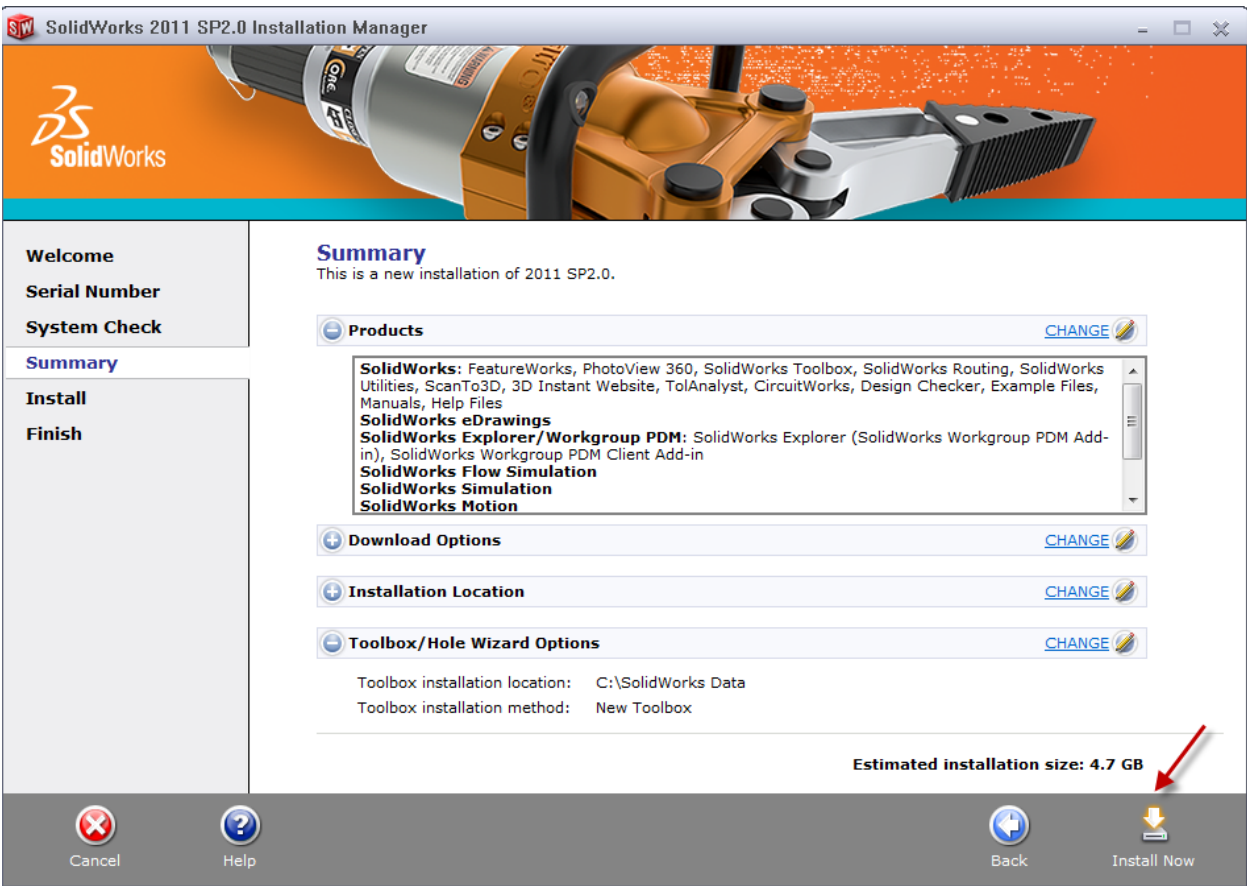 SW SolidWorks 2011 SP2.0 Installation Manager
CORE
WARNING
SolidWorks
Welcome
Serial Number
System Check
Summary
Install
Finish
Summary
This is a new installation of 2011 SP2.0.
Products CHANGE
SolidWorks: FeatureWorks, PhotoView 360, SolidWorks Toolbox, SolidWorks Routing, SolidWorks
Utilities, ScanTo3D, 3D Instant Website, TolAnalyst, CircuitWorks, Design Checker, Example Files,
Manuals, Help Files
SolidWorks eDrawings
SolidWorks Explorer/Workgroup PDM: SolidWorks Explorer (SolidWorks Workgroup PDM Add-
in), SolidWorks Workgroup PDM Client Add-in
SolidWorks Flow Simulation
SolidWorks Simulation
SolidWorks Motion
Download Options CHANGE
Installation Location CHANGE
Toolbox/Hole Wizard Options CHANGE
Toolbox installation location: C:\SolidWorks Data
Toolbox installation method: New Toolbox
Estimated installation size: 4.7 GB
Cancel
Help
Back
Install Now